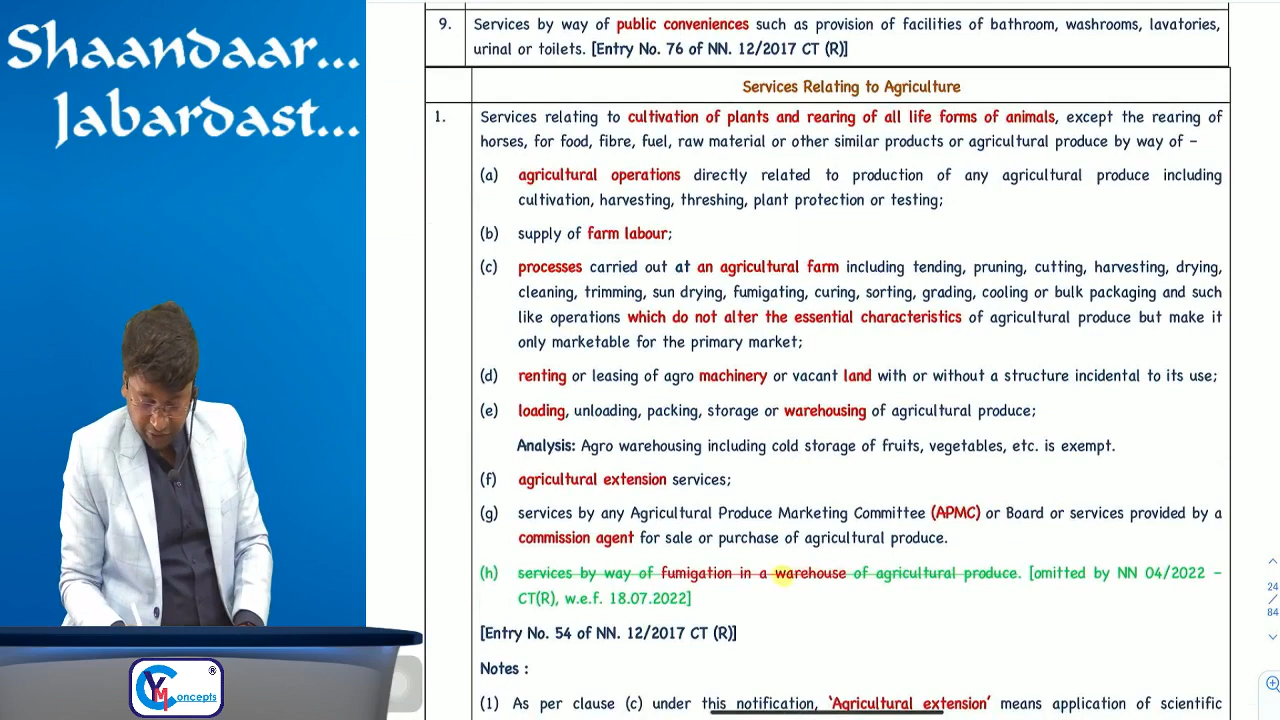 Shaandaar...
Jabardast...
9. Services by way of public conveniences such as provision of facilities of bathroom, washrooms, lavatories,
urinal or toilets. [Entry No. 76 of NN. 12/2017 CT (R)]
Services Relating to Agriculture
1. Services relating to cultivation of plants and rearing of all life forms of animals, except the rearing of
horses, for food, fibre, fuel, raw material or other similar products or agricultural produce by way of –
(a) agricultural operations directly related to production of any agricultural produce including
cultivation, harvesting, threshing, plant protection or testing;
(b) supply of farm labour;
(c) processes carried out at an agricultural farm including tending, pruning, cutting, harvesting, drying,
cleaning, trimming, sun drying, fumigating, curing, sorting, grading, cooling or bulk packaging and such
like operations which do not alter the essential characteristics of agricultural produce but make it
only marketable for the primary market;
(d) renting or leasing of agro machinery or vacant land with or without a structure incidental to its use;
(e) loading, unloading, packing, storage or warehousing of agricultural produce;
Analysis: Agro warehousing including cold storage of fruits, vegetables, etc. is exempt.
(f) agricultural extension services;
(g) services by any Agricultural Produce Marketing Committee (APMC) or Board or services provided by a
commission agent for sale or purchase of agricultural produce.
(h) services by way of fumigation in a warehouse of agricultural produce. [omitted by NN 04/2022 –
CT(R), w.e.f. 18.07.2022]
[Entry No. 54 of NN. 12/2017 CT (R)]
Notes :
(1) As per clause (c) under this notification, ‘Agricultural extension’ means application of scientific
24
/
84
YM Concepts ®